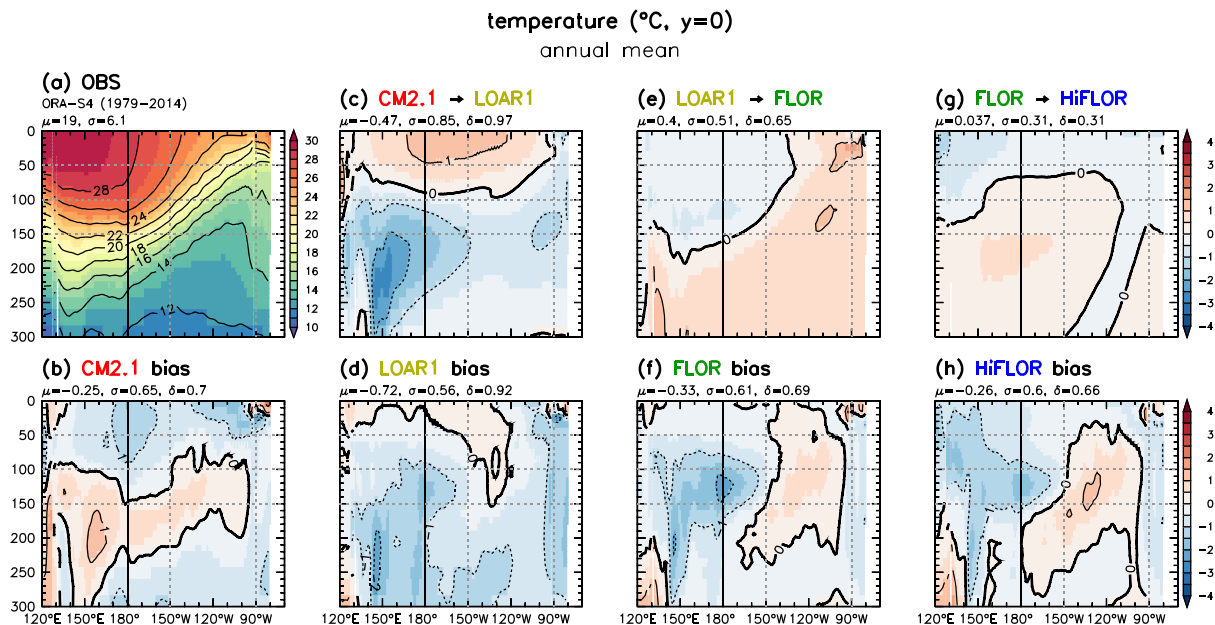 temperature (°C, y=0)
annual mean
(a) OBS
ORA-S4 (1979-2014)
μ=19, σ=6.1
(c) CM2.1 → LOAR1
μ=-0.47, σ=0.85, δ=0.97
(e) LOAR1 → FLOR
μ=0.4, σ=0.51, δ=0.65
(g) FLOR → HiFLOR
μ=0.037, σ=0.31, δ=0.31
0
50
100
150
200
250
300
28
24
20
18
16
14
12
30
28
26
24
22
20
19
18
17
16
15
14
13
12
11
10
1
0
0
0
0
4
3
2
1
0
-1
-2
-3
-4
(b) CM2.1 bias
μ=-0.25, σ=0.65, δ=0.7
(d) LOAR1 bias
μ=-0.72, σ=0.56, δ=0.92
(f) FLOR bias
μ=-0.33, σ=0.61, δ=0.69
(h) HiFLOR bias
μ=-0.26, σ=0.6, δ=0.66
0
50
100
150
200
250
300
0
1
0
0
0
0
4
3
2
1
0
-1
-2
-3
-4
120°E 150°E 180° 150°W 120°W 90°W
120°E 150°E 180° 150°W 120°W 90°W
120°E 150°E 180° 150°W 120°W 90°W
120°E 150°E 180° 150°W 120°W 90°W